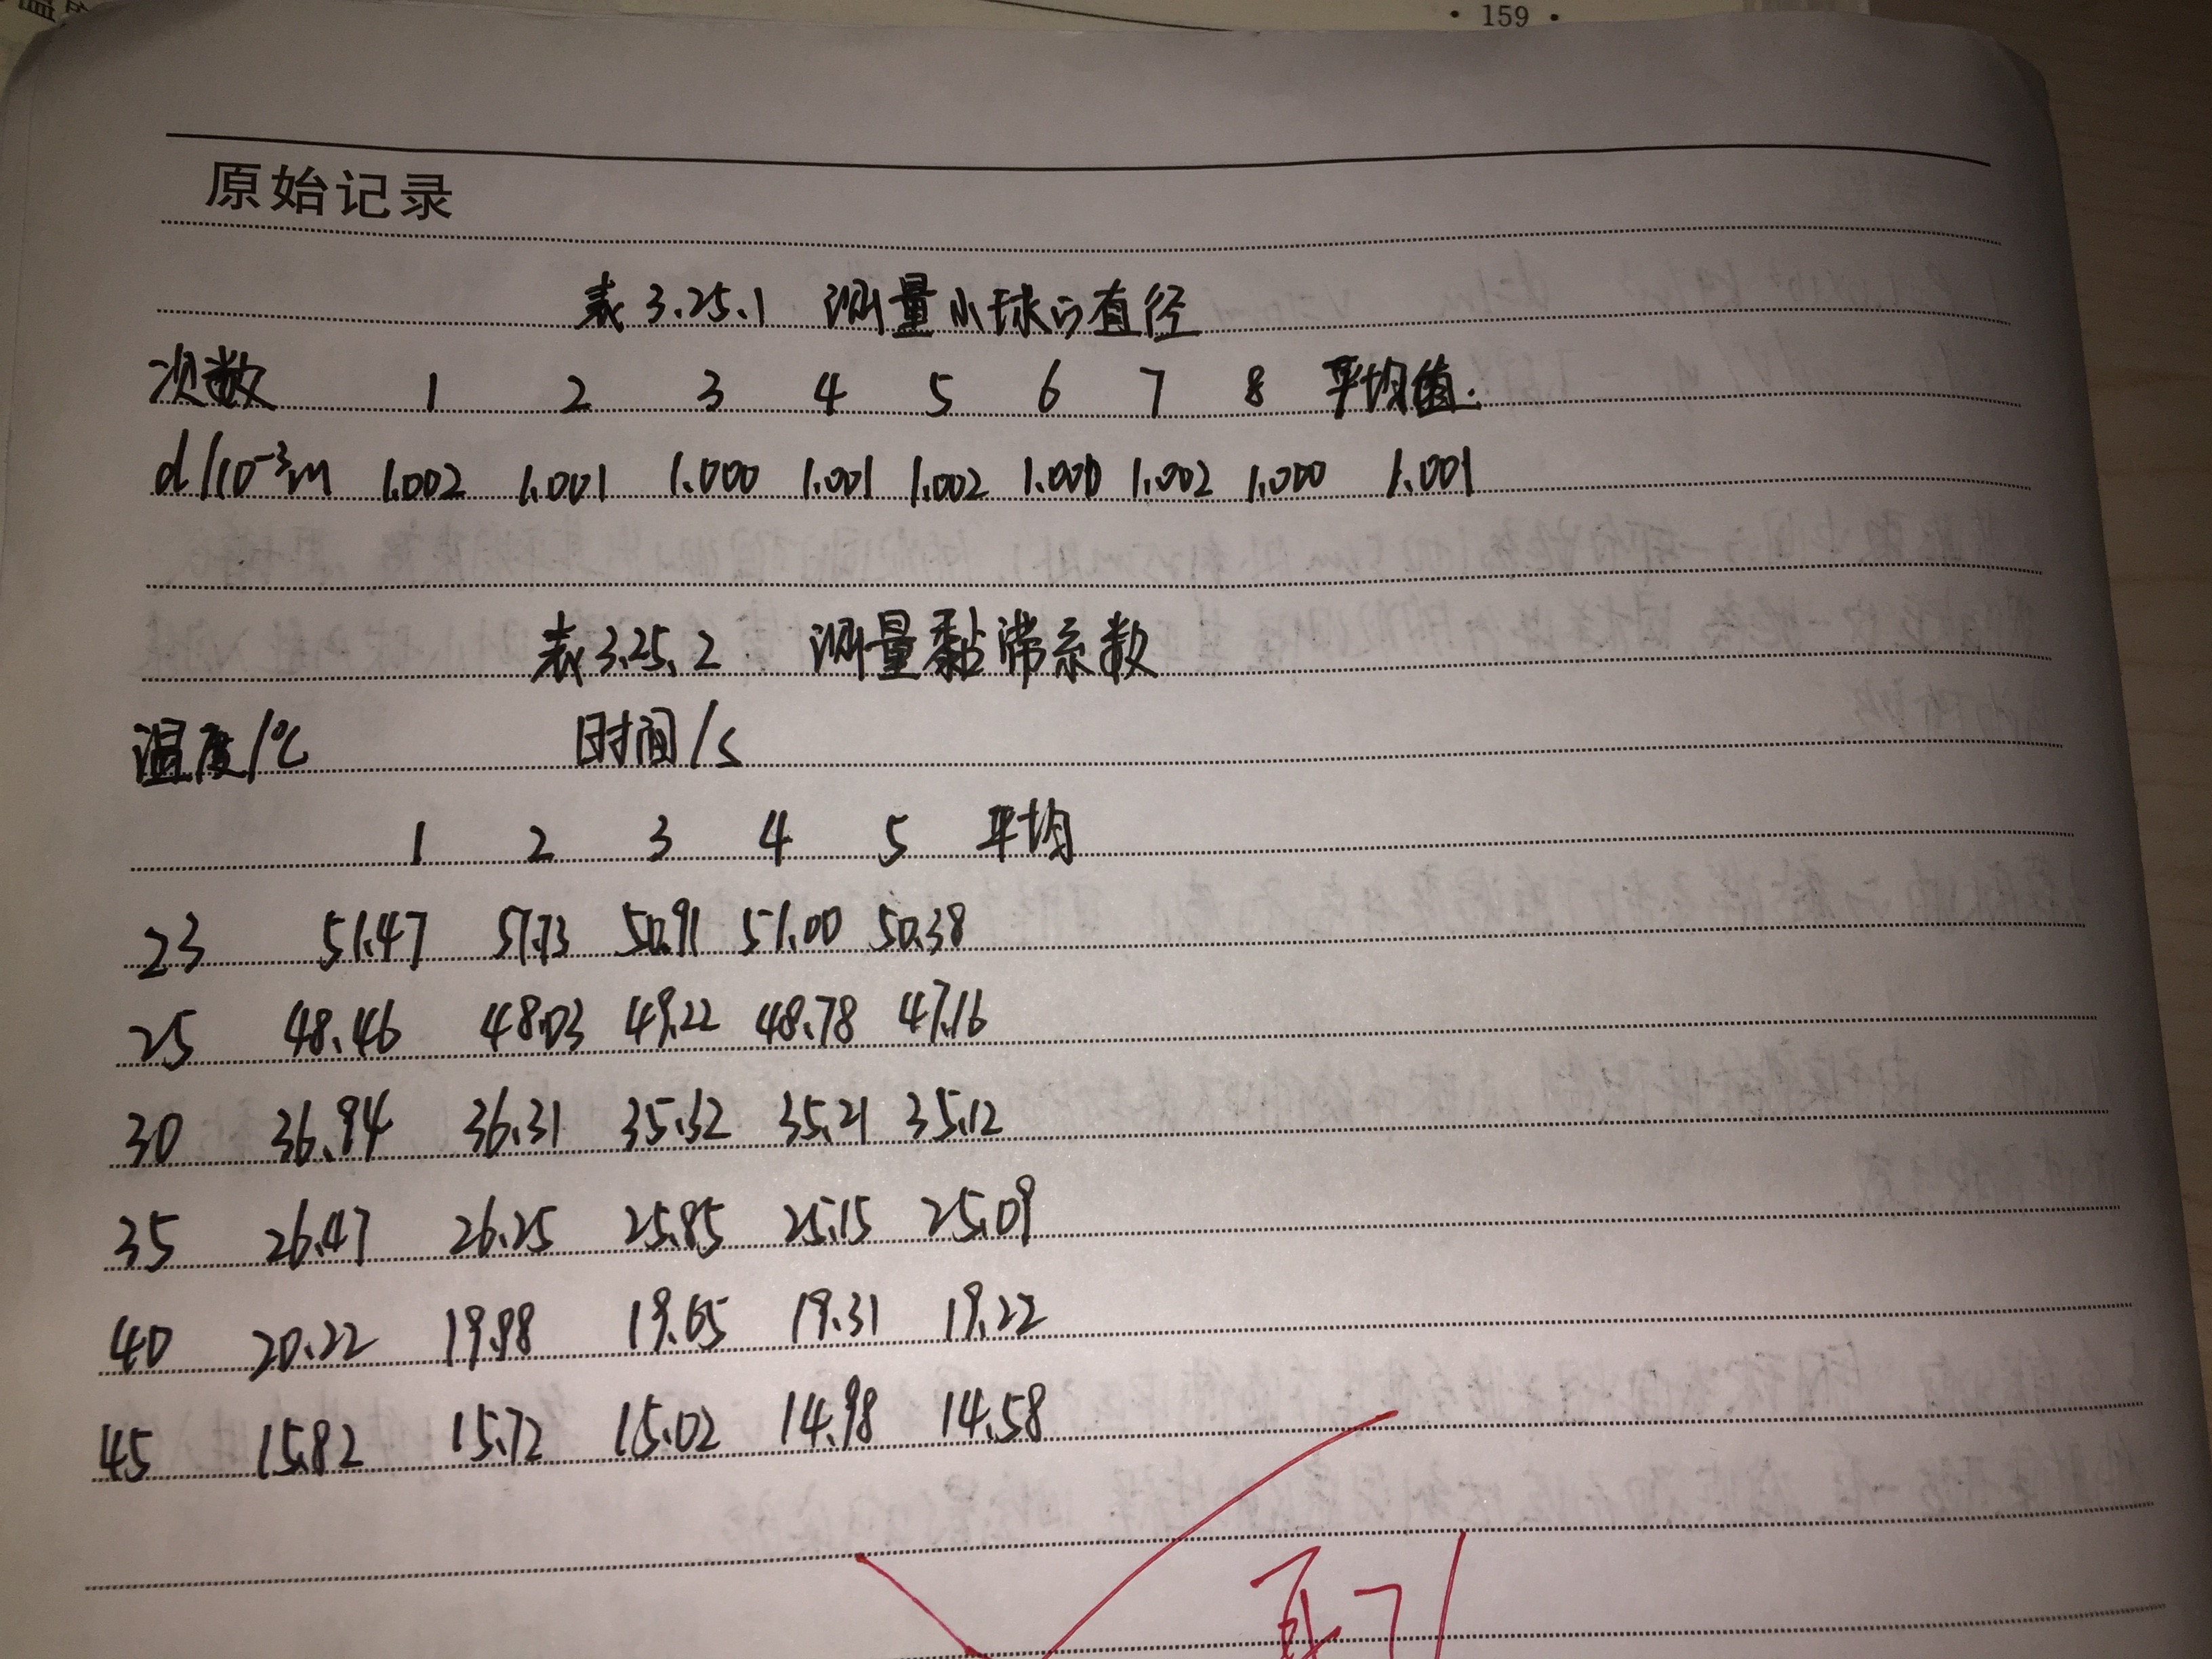 · 159 ·
原始记录
表 3.25.1 测量小球的直径
次数 1 2 3 4 5 6 7 8 平均值.
d/10⁻³m 1.002 1.001 1.000 1.001 1.002 1.000 1.002 1.000 1.001
表 3.25.2 测量黏滞系数
温度/℃ 时间/s
1 2 3 4 5 平均
23 51.47 51.73 50.91 51.00 50.38
25 48.46 48.03 49.22 48.78 47.16
30 36.94 36.31 35.32 35.21 35.12
35 26.47 26.25 25.85 25.15 25.09
40 20.22 19.98 19.65 19.31 19.22
45 15.82 15.72 15.02 14.98 14.58